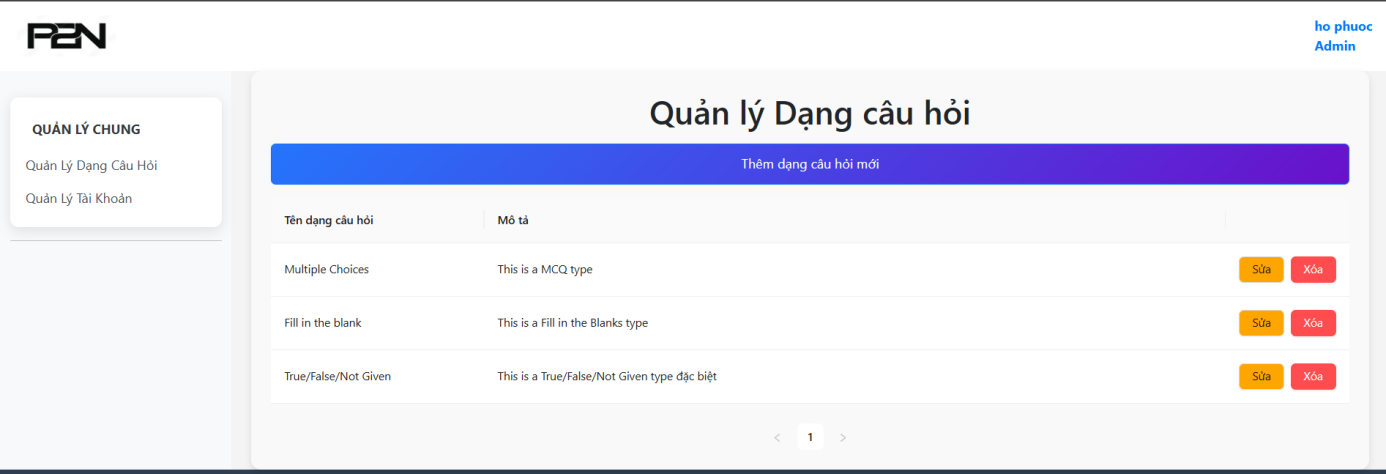 P2N
ho phuoc
Admin
QUẢN LÝ CHUNG
Quản Lý Dạng Câu Hỏi
Quản Lý Tài Khoản
Quản lý Dạng câu hỏi
Thêm dạng câu hỏi mới
Tên dạng câu hỏi Mô tả
Multiple Choices This is a MCQ type Sửa Xóa
Fill in the blank This is a Fill in the Blanks type Sửa Xóa
True/False/Not Given This is a True/False/Not Given type đặc biệt Sửa Xóa
< 1 >